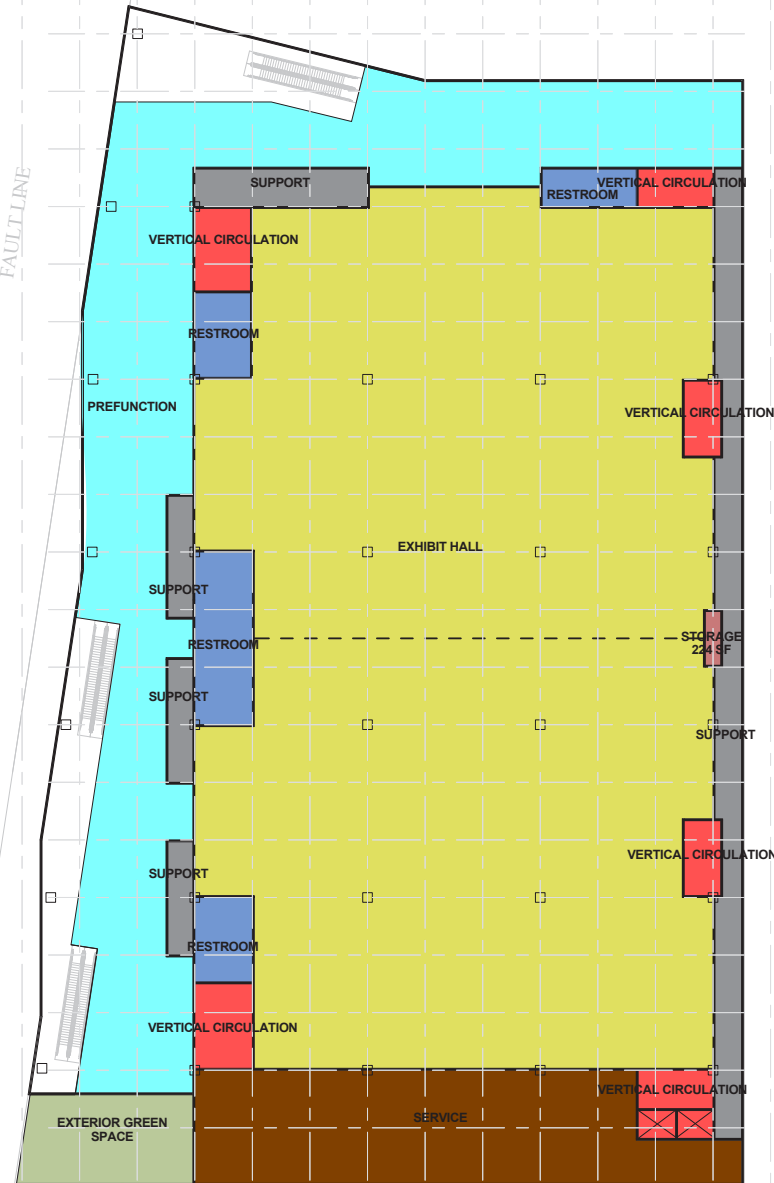 SUPPORT
VERTICAL CIRCULATION
RESTROOM
FAULT LINE
VERTICAL CIRCULATION
RESTROOM
PREFUNCTION
VERTICAL CIRCULATION
EXHIBIT HALL
SUPPORT
RESTROOM
STORAGE
224 SF
SUPPORT
SUPPORT
VERTICAL CIRCULATION
SUPPORT
RESTROOM
VERTICAL CIRCULATION
VERTICAL CIRCULATION
SERVICE
EXTERIOR GREEN
SPACE